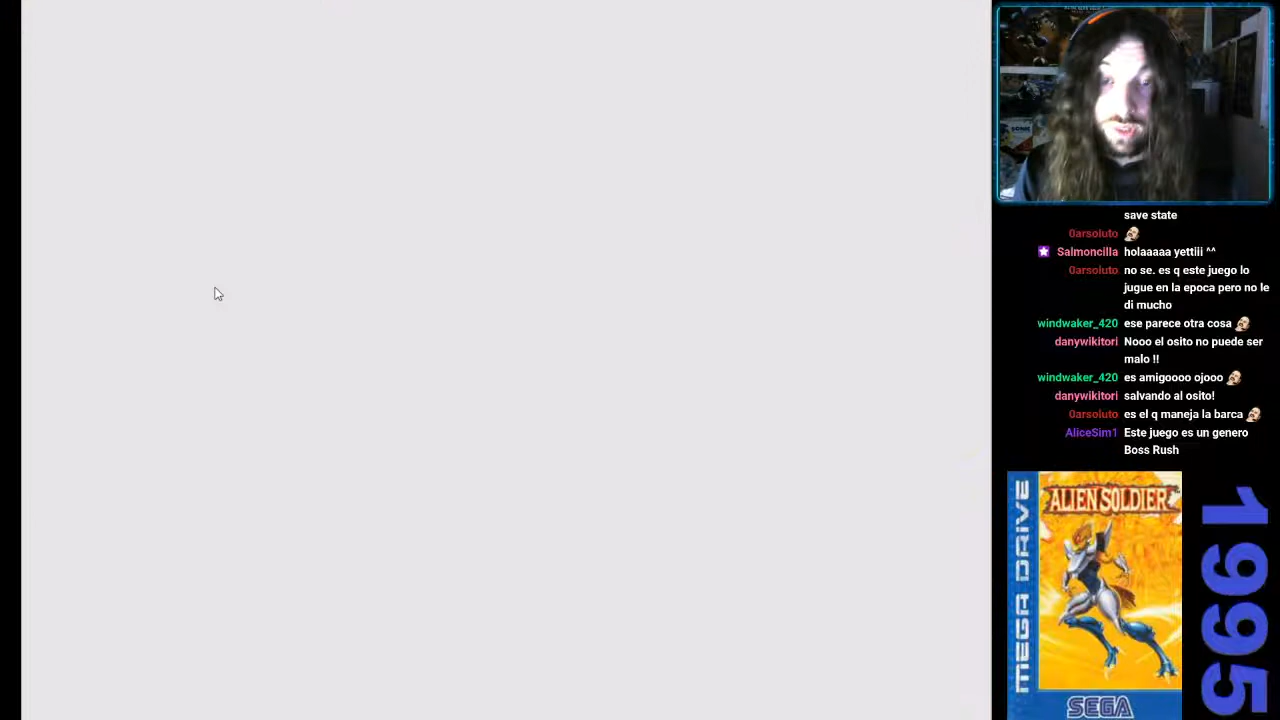 SONIC
save state
0arsoluto
Salmoncilla holaaaaa yettiii ^^
0arsoluto no se. es q este juego lo
jugue en la epoca pero no le
di mucho
windwaker_420 ese parece otra cosa
danywikitori Nooo el osito no puede ser
malo !!
windwaker_420 es amigoooo ojooo
danywikitori salvando al osito!
0arsoluto es el q maneja la barca
AliceSim1 Este juego es un genero
Boss Rush
MEGA DRIVE
ALIEN SOLDIER
SEGA
1995